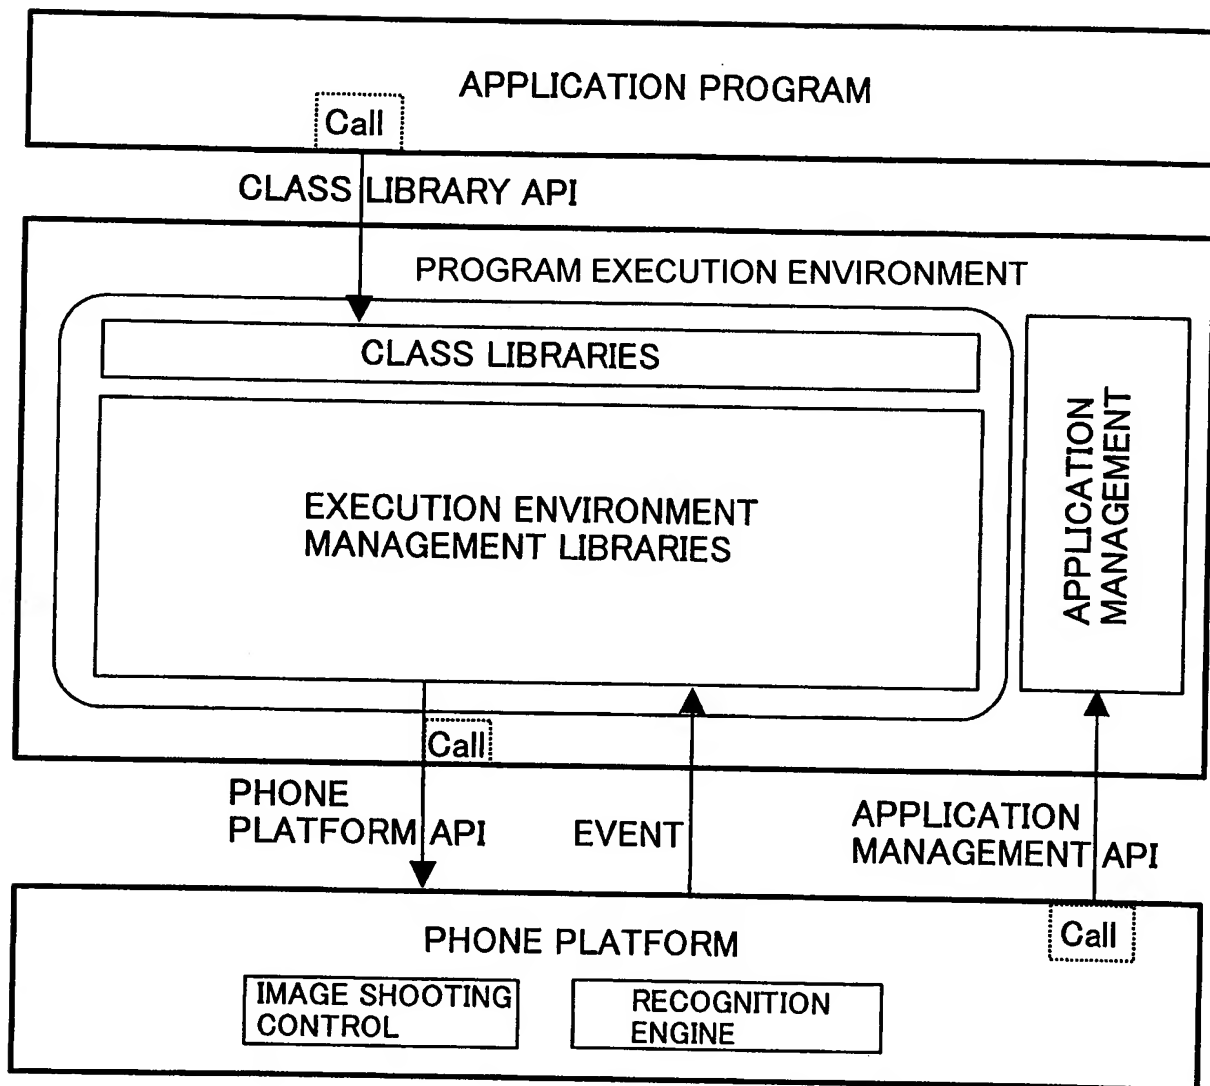 APPLICATION PROGRAM
Call
CLASS LIBRARY API
PROGRAM EXECUTION ENVIRONMENT
CLASS LIBRARIES
EXECUTION ENVIRONMENT
MANAGEMENT LIBRARIES
APPLICATION
MANAGEMENT
Call
PHONE
PLATFORM API
EVENT
APPLICATION
MANAGEMENT API
Call
PHONE PLATFORM
IMAGE SHOOTING
CONTROL
RECOGNITION
ENGINE